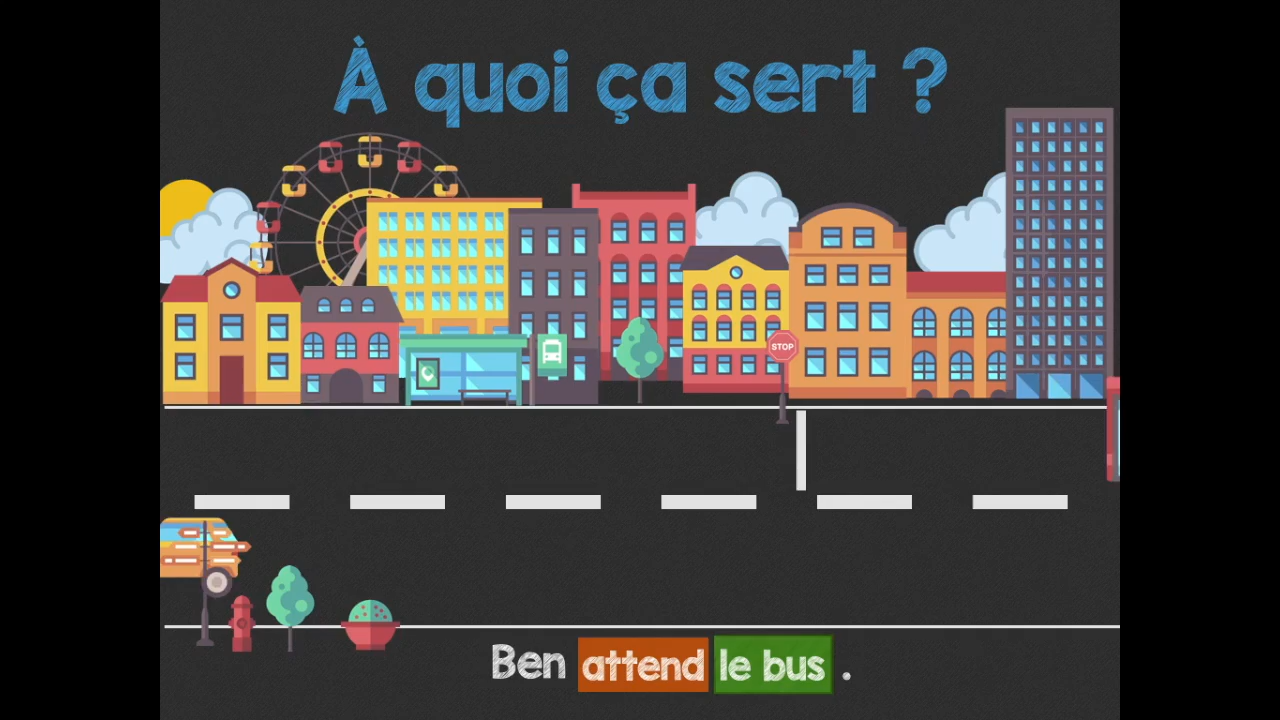 À quoi ça sert ?
STOP
Ben attend le bus .